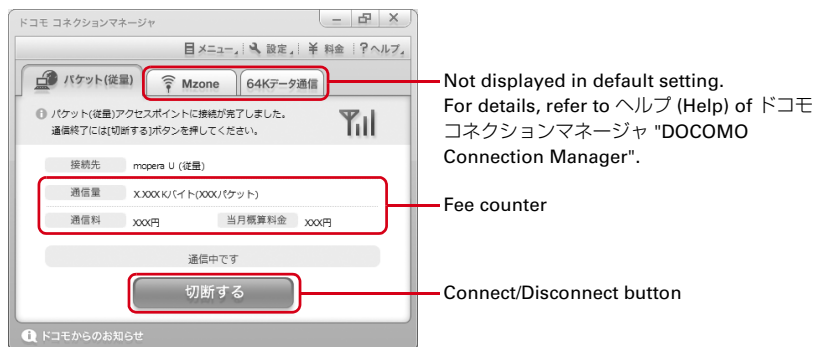 ドコモ コネクションマネージャ
メニュー 設定 ¥ 料金 ? ヘルプ
パケット(従量) Mzone 64Kデータ通信
パケット(従量)アクセスポイントに接続が完了しました。
通信終了には[切断する]ボタンを押してください。
接続先 mopera U (従量)
通信量 X.XXX Kバイト(XXXパケット)
通信料 XXX円 当月概算料金 XXX円
通信中です
切断する
ドコモからのお知らせ
Not displayed in default setting.
For details, refer to ヘルプ (Help) of ドコモ
コネクションマネージャ "DOCOMO
Connection Manager".
Fee counter
Connect/Disconnect button